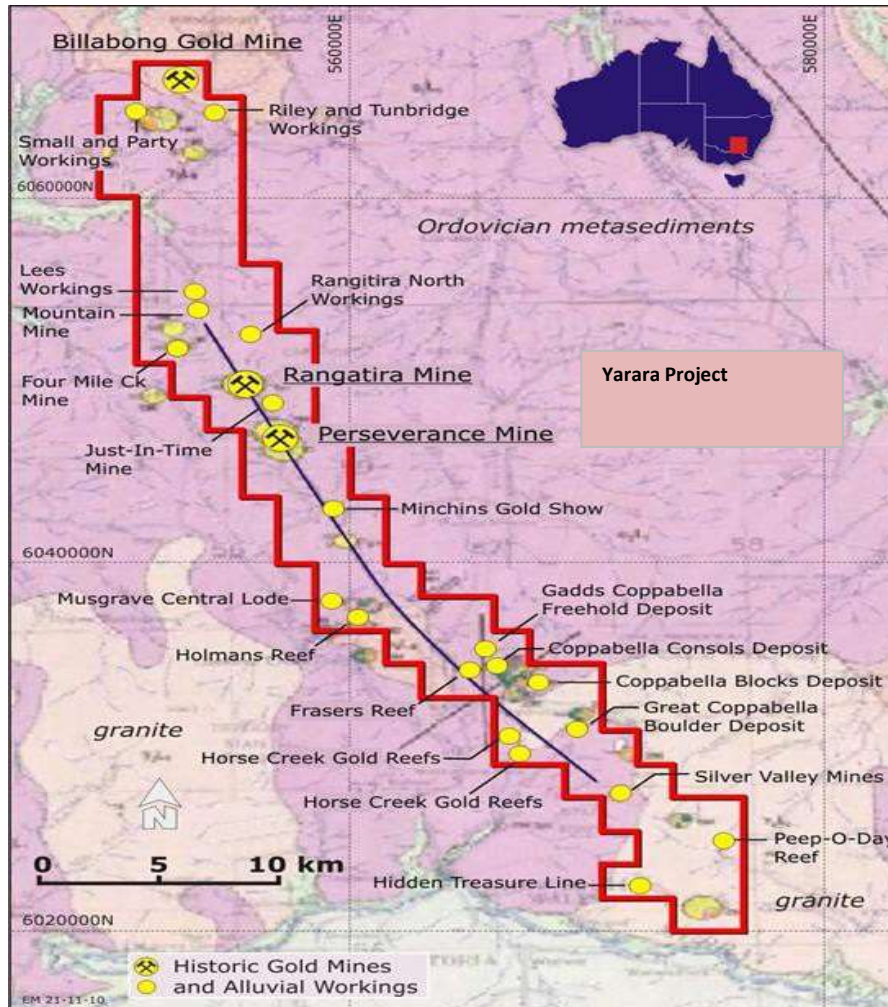 Billabong Gold Mine
560000E
580000E
Riley and Tunbridge
Workings
Small and Party
Workings
6060000N
Ordovician metasediments
Lees
Workings
Mountain
Mine
Rangitira North
Workings
Four Mile Ck
Mine
Rangatira Mine
Yarara Project
Just-In-Time
Mine
Perseverance Mine
Minchins Gold Show
6040000N
Musgrave Central Lode
Holmans Reef
Gadds Coppabella
Freehold Deposit
Coppabella Consols Deposit
Frasers Reef
Coppabella Blocks Deposit
Great Coppabella
Boulder Deposit
granite
Horse Creek Gold Reefs
Horse Creek Gold Reefs
Silver Valley Mines
N
0 5 10 km
Peep-O-Day
Reef
Hidden Treasure Line
granite
6020000N
Historic Gold Mines
and Alluvial Workings
EM 21-11-10